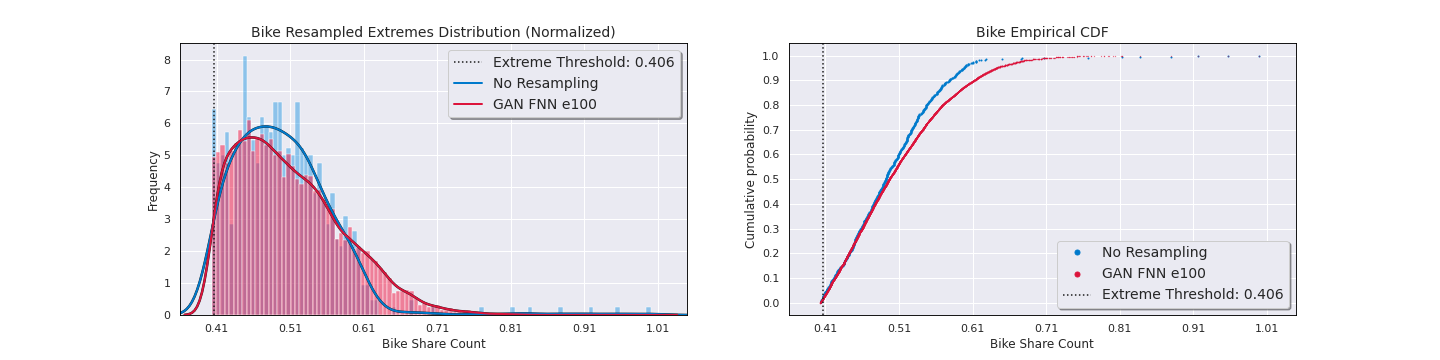 Bike Resampled Extremes Distribution (Normalized)
Extreme Threshold: 0.406
No Resampling
GAN FNN e100
Frequency
8
7
6
5
4
3
2
1
0
0.41 0.51 0.61 0.71 0.81 0.91 1.01
Bike Share Count
Bike Empirical CDF
Cumulative probability
1.0
0.9
0.8
0.7
0.6
0.5
0.4
0.3
0.2
0.1
0.0
No Resampling
GAN FNN e100
Extreme Threshold: 0.406
0.41 0.51 0.61 0.71 0.81 0.91 1.01
Bike Share Count